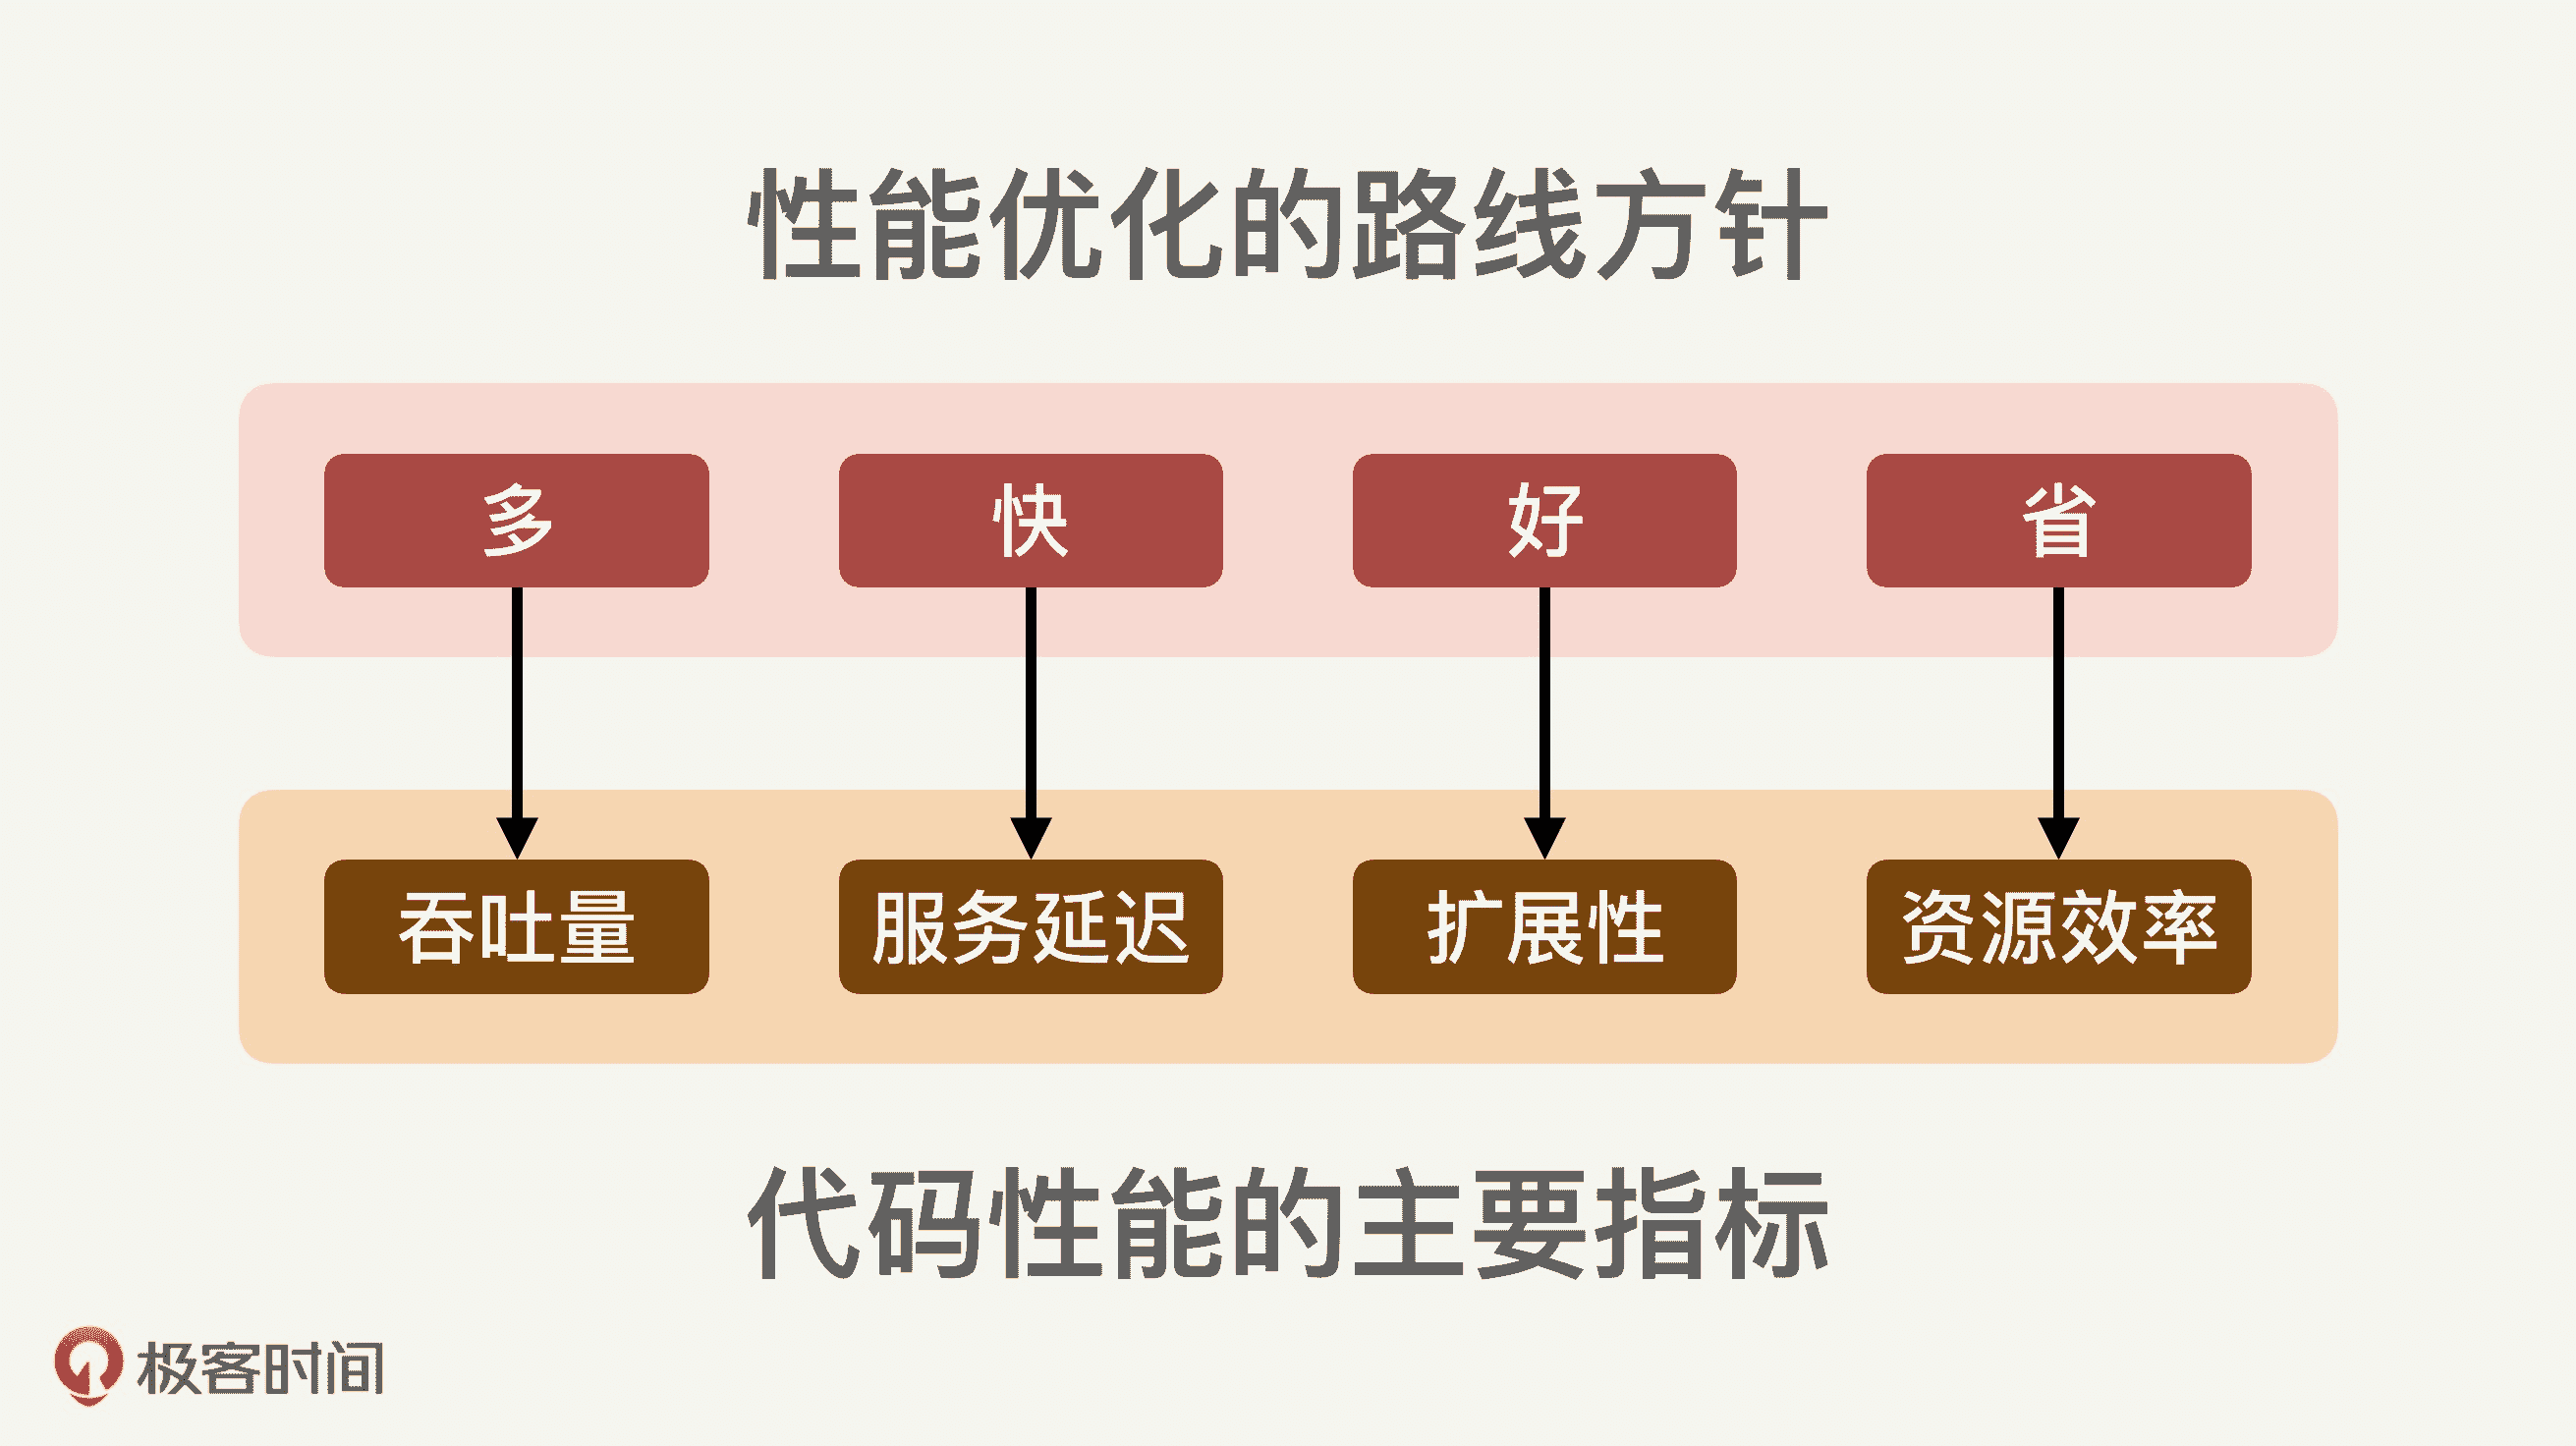 性能优化的路线方针
多 快 好 省
吞吐量 服务延迟 扩展性 资源效率
代码性能的主要指标
极客时间